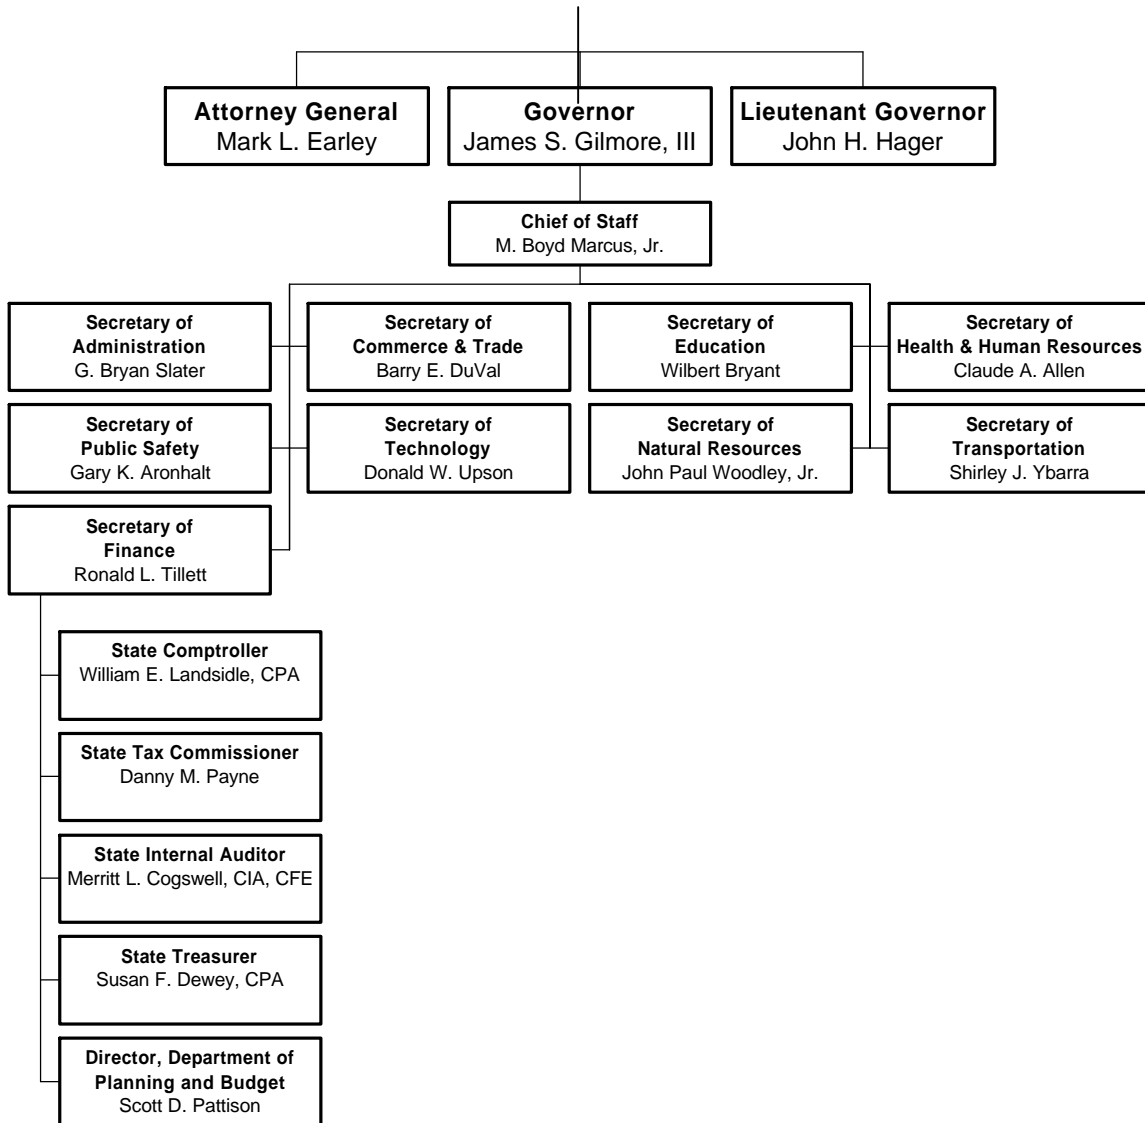 Attorney General
Mark L. Earley
Governor
James S. Gilmore, III
Lieutenant Governor
John H. Hager
Chief of Staff
M. Boyd Marcus, Jr.
Secretary of
Administration
G. Bryan Slater
Secretary of
Commerce & Trade
Barry E. DuVal
Secretary of
Education
Wilbert Bryant
Secretary of
Health & Human Resources
Claude A. Allen
Secretary of
Public Safety
Gary K. Aronhalt
Secretary of
Technology
Donald W. Upson
Secretary of
Natural Resources
John Paul Woodley, Jr.
Secretary of
Transportation
Shirley J. Ybarra
Secretary of
Finance
Ronald L. Tillett
State Comptroller
William E. Landsidle, CPA
State Tax Commissioner
Danny M. Payne
State Internal Auditor
Merritt L. Cogswell, CIA, CFE
State Treasurer
Susan F. Dewey, CPA
Director, Department of
Planning and Budget
Scott D. Pattison